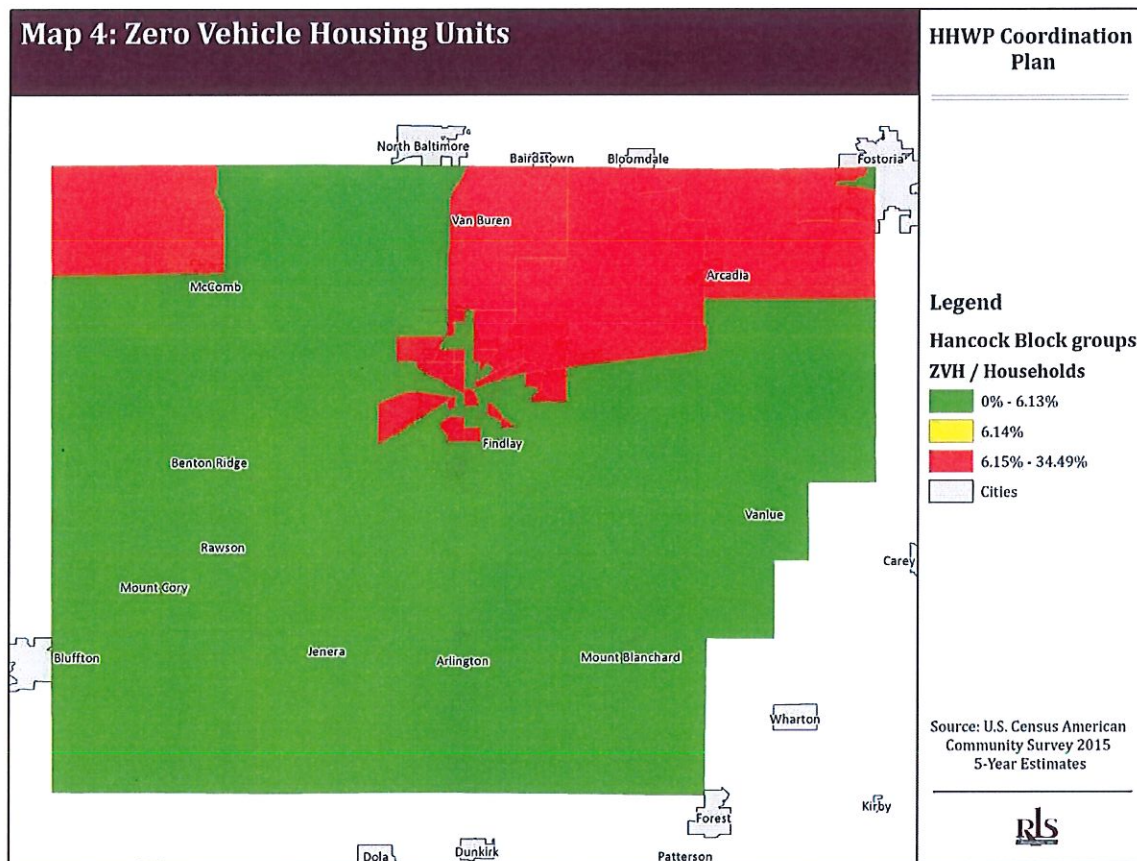 Map 4: Zero Vehicle Housing Units
HHWP Coordination
Plan
North Baltimore
Bairdstown
Bloomdale
Fostoria
Van Buren
Arcadia
McComb
Findlay
Benton Ridge
Vanlue
Rawson
Carey
Mount Cory
Bluffton
Jenera
Arlington
Mount Blanchard
Wharton
Kirby
Forest
Dola
Dunkirk
Patterson
Legend
Hancock Block groups
ZVH / Households
0% - 6.13%
6.14%
6.15% - 34.49%
Cities
Source: U.S. Census American
Community Survey 2015
5-Year Estimates
RLS